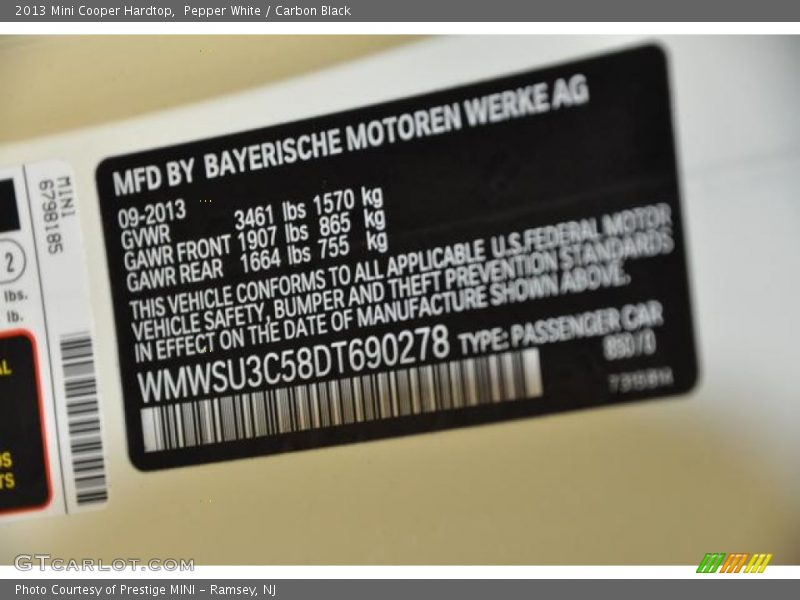 2013 Mini Cooper Hardtop, Pepper White / Carbon Black
MFD BY BAYERISCHE MOTOREN WERKE AG
09-2013
GVWR 3461 lbs 1570 kg
GAWR FRONT 1907 lbs 865 kg
GAWR REAR 1664 lbs 755 kg
THIS VEHICLE CONFORMS TO ALL APPLICABLE U.S.FEDERAL MOTOR
VEHICLE SAFETY, BUMPER AND THEFT PREVENTION STANDARDS
IN EFFECT ON THE DATE OF MANUFACTURE SHOWN ABOVE.
WMWSU3C58DT690278 TYPE: PASSENGER CAR
MINI
6798185
2
lbs.
lb.
AL
US
TS
GTCARLOT.COM
Photo Courtesy of Prestige MINI - Ramsey, NJ